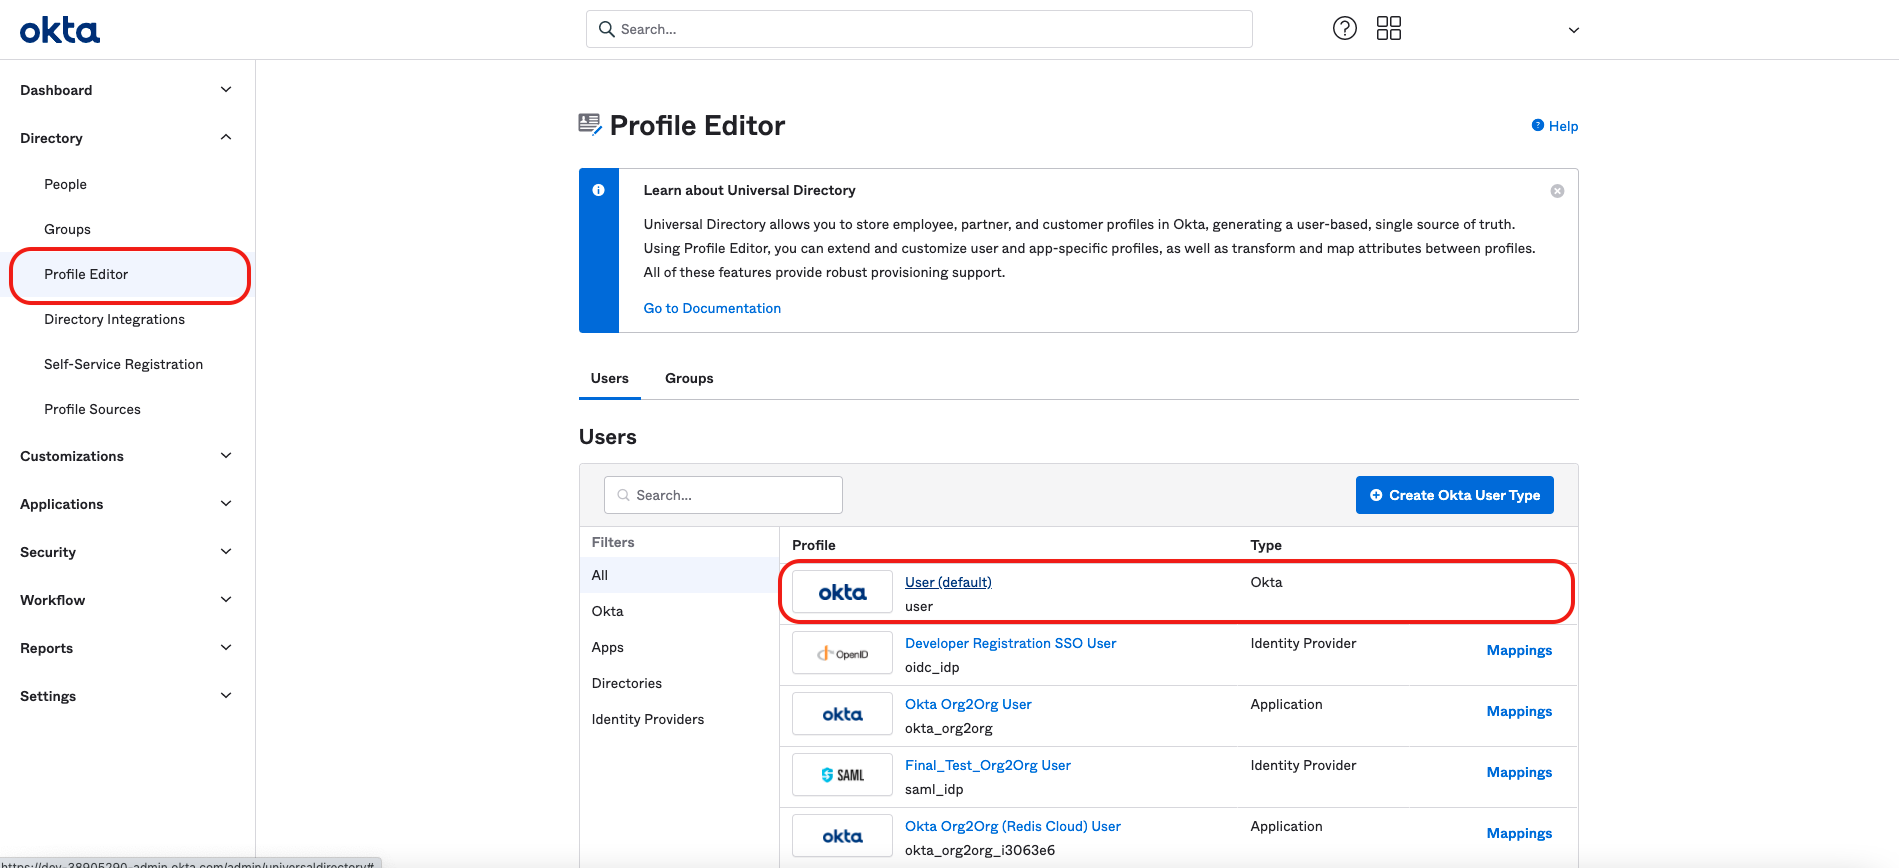 okta
Search...
Dashboard
Directory
People
Groups
Profile Editor
Directory Integrations
Self-Service Registration
Profile Sources
Customizations
Applications
Security
Workflow
Reports
Settings
Profile Editor
Help
Learn about Universal Directory
Universal Directory allows you to store employee, partner, and customer profiles in Okta, generating a user-based, single source of truth.
Using Profile Editor, you can extend and customize user and app-specific profiles, as well as transform and map attributes between profiles.
All of these features provide robust provisioning support.
Go to Documentation
Users Groups
Users
Search...
Create Okta User Type
Filters
All
Okta
Apps
Directories
Identity Providers
Profile Type
okta User (default) Okta
user
OpenID Developer Registration SSO User Identity Provider Mappings
oidc_idp
okta Okta Org2Org User Application Mappings
okta_org2org
SAML Final_Test_Org2Org User Identity Provider Mappings
saml_idp
okta Okta Org2Org (Redis Cloud) User Application Mappings
okta_org2org_i3063e6
https://dev-38905290-admin.okta.com/admin/universaldirectory#